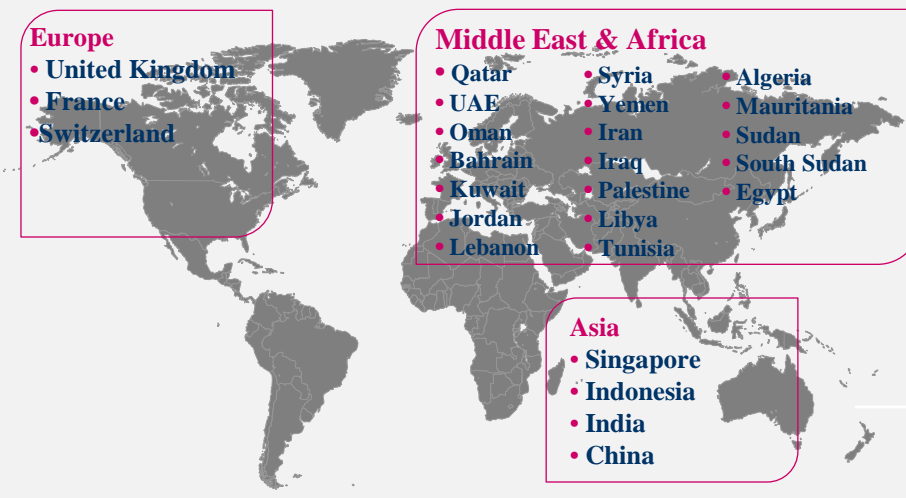 Europe
• United Kingdom
• France
•Switzerland
Middle East & Africa
• Qatar
• UAE
• Oman
• Bahrain
• Kuwait
• Jordan
• Lebanon
• Syria
• Yemen
• Iran
• Iraq
• Palestine
• Libya
• Tunisia
• Algeria
• Mauritania
• Sudan
• South Sudan
• Egypt
Asia
• Singapore
• Indonesia
• India
• China